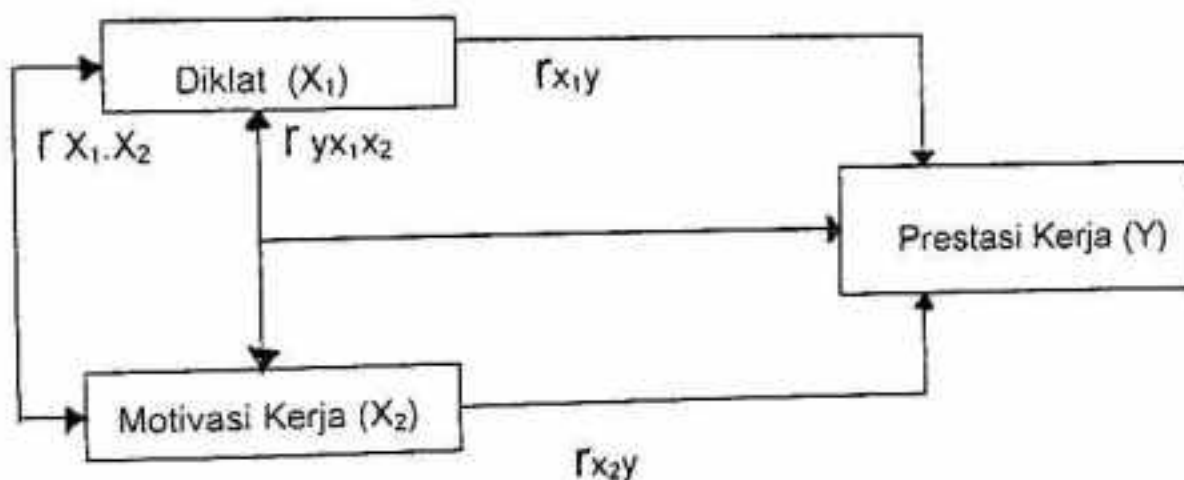 Diklat (X₁)
rx₁y
r X₁.X₂
r yx₁x₂
Prestasi Kerja (Y)
Motivasi Kerja (X₂)
rx₂y